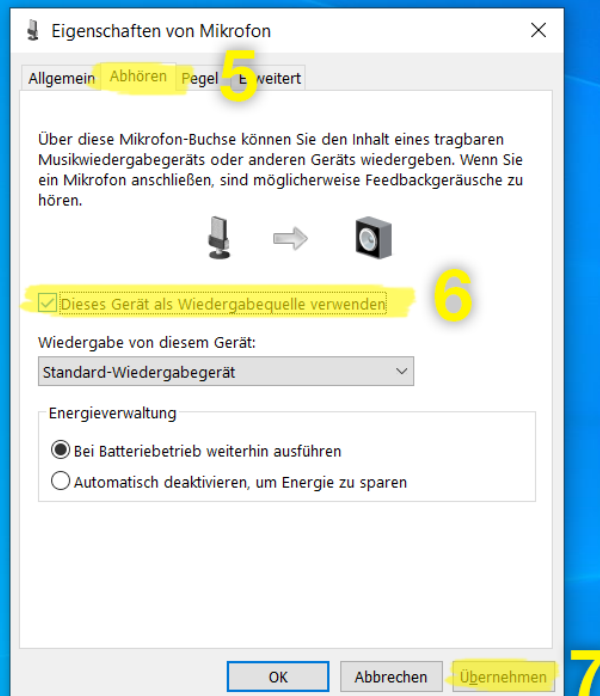 Eigenschaften von Mikrofon
5
Allgemein Abhören Pegel Erweitert
Über diese Mikrofon-Buchse können Sie den Inhalt eines tragbaren
Musikwiedergabegeräts oder anderen Geräts wiedergeben. Wenn Sie
ein Mikrofon anschließen, sind möglicherweise Feedbackgeräusche zu
hören.
6
Dieses Gerät als Wiedergabequelle verwenden
Wiedergabe von diesem Gerät:
Standard-Wiedergabegerät
Energieverwaltung
Bei Batteriebetrieb weiterhin ausführen
Automatisch deaktivieren, um Energie zu sparen
OK Abbrechen Übernehmen 7